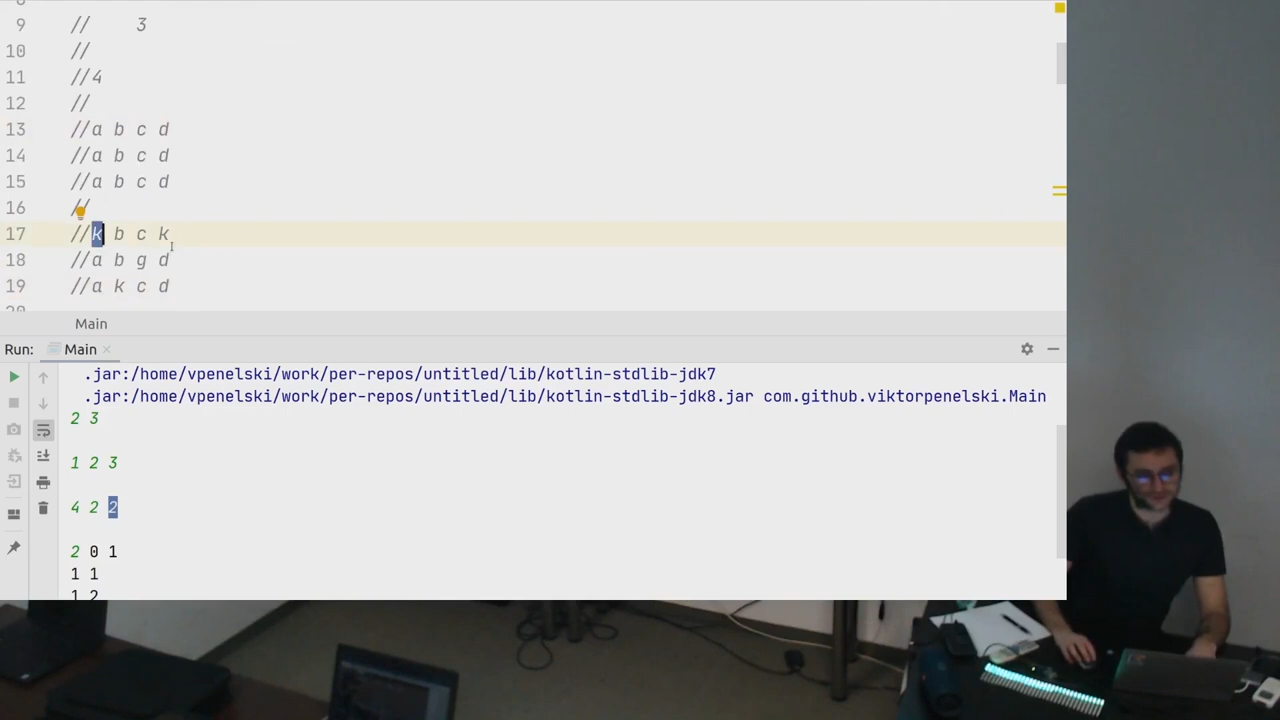 9 // 3
10 //
11 //4
12 //
13 //a b c d
14 //a b c d
15 //a b c d
16 //
17 //k b c k
18 //a b g d
19 //a k c d
Main
Run: Main
.jar:/home/vpenelski/work/per-repos/untitled/lib/kotlin-stdlib-jdk7
.jar:/home/vpenelski/work/per-repos/untitled/lib/kotlin-stdlib-jdk8.jar com.github.viktorpenelski.Main
2 3
1 2 3
4 2 2
2 0 1
1 1
1 2